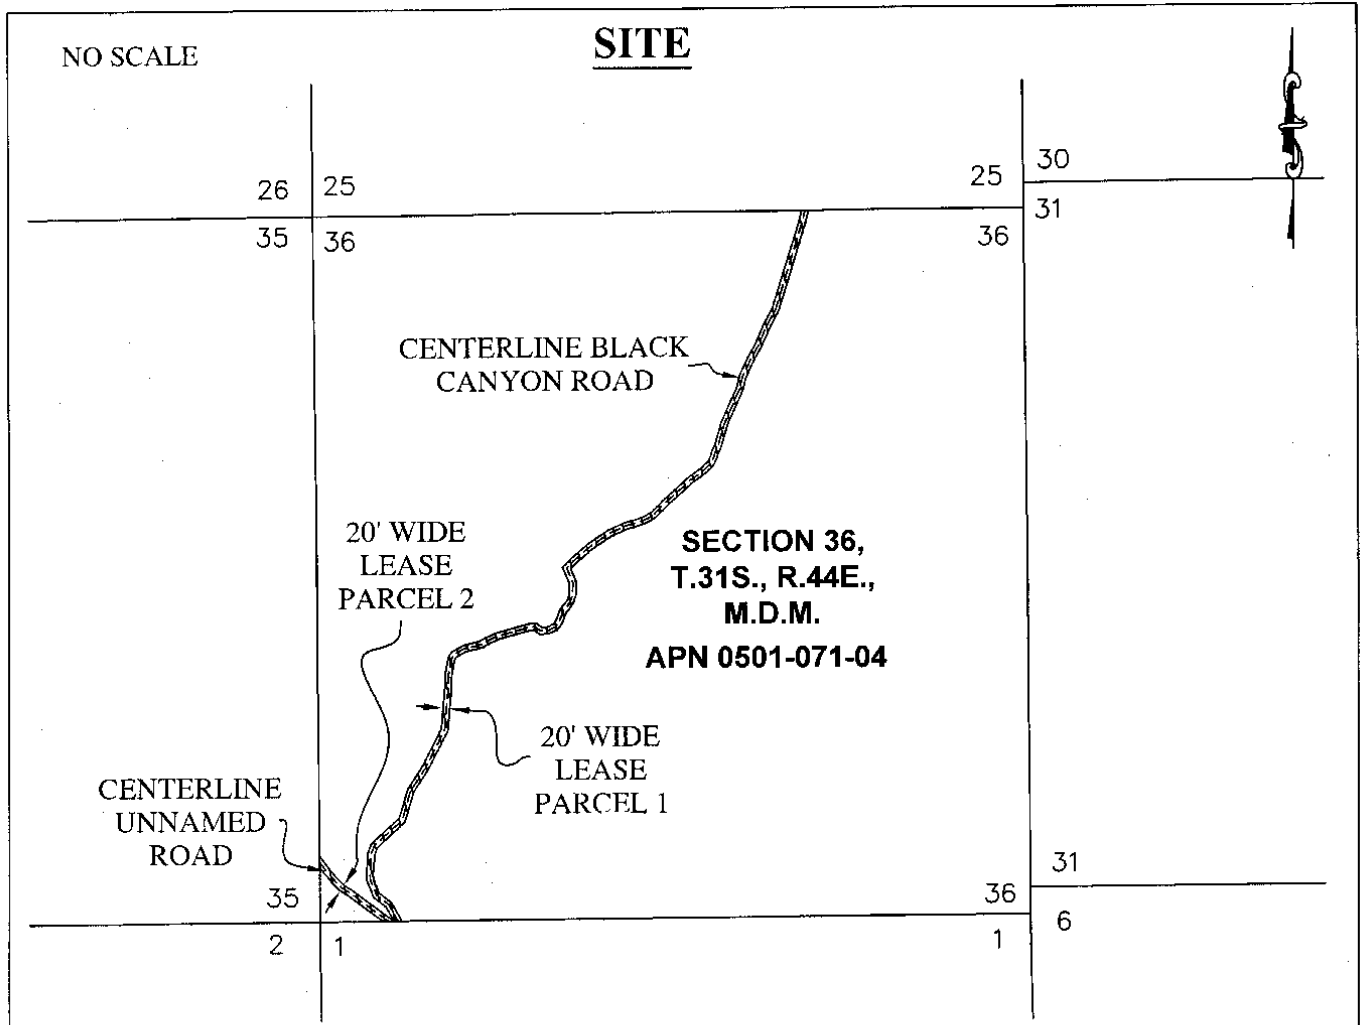 SITE
NO SCALE
26 25
25 30
35 36
36 31
CENTERLINE BLACK
CANYON ROAD
20' WIDE
LEASE
PARCEL 2
SECTION 36,
T.31S., R.44E.,
M.D.M.
APN 0501-071-04
20' WIDE
LEASE
PARCEL 1
CENTERLINE
UNNAMED
ROAD
35
36 31
2 1
1 6